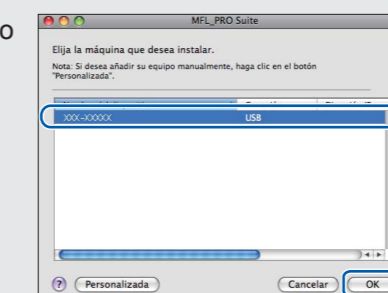 o
MFL_PRO Suite
Elija la máquina que desea instalar.
Nota: Si desea añadir su equipo manualmente, haga clic en el botón
"Personalizada".
XXX-XXXXX USB
? Personalizada Cancelar OK